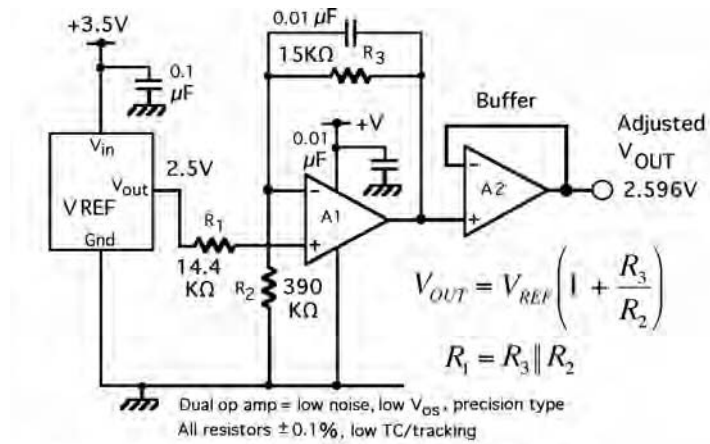 +3.5V
0.1
µF
Vin
2.5V
Vout
V REF
Gnd
R1
14.4
KΩ
0.01 µF
15KΩ R3
+V
0.01
µF
−
A1
+
R2
390
KΩ
Buffer
−
A2
+
Adjusted
VOUT
2.596V
VOUT = VREF(1 + R3/R2)
R1 = R3 || R2
Dual op amp = low noise, low Vos, precision type
All resistors ±0.1%, low TC/tracking